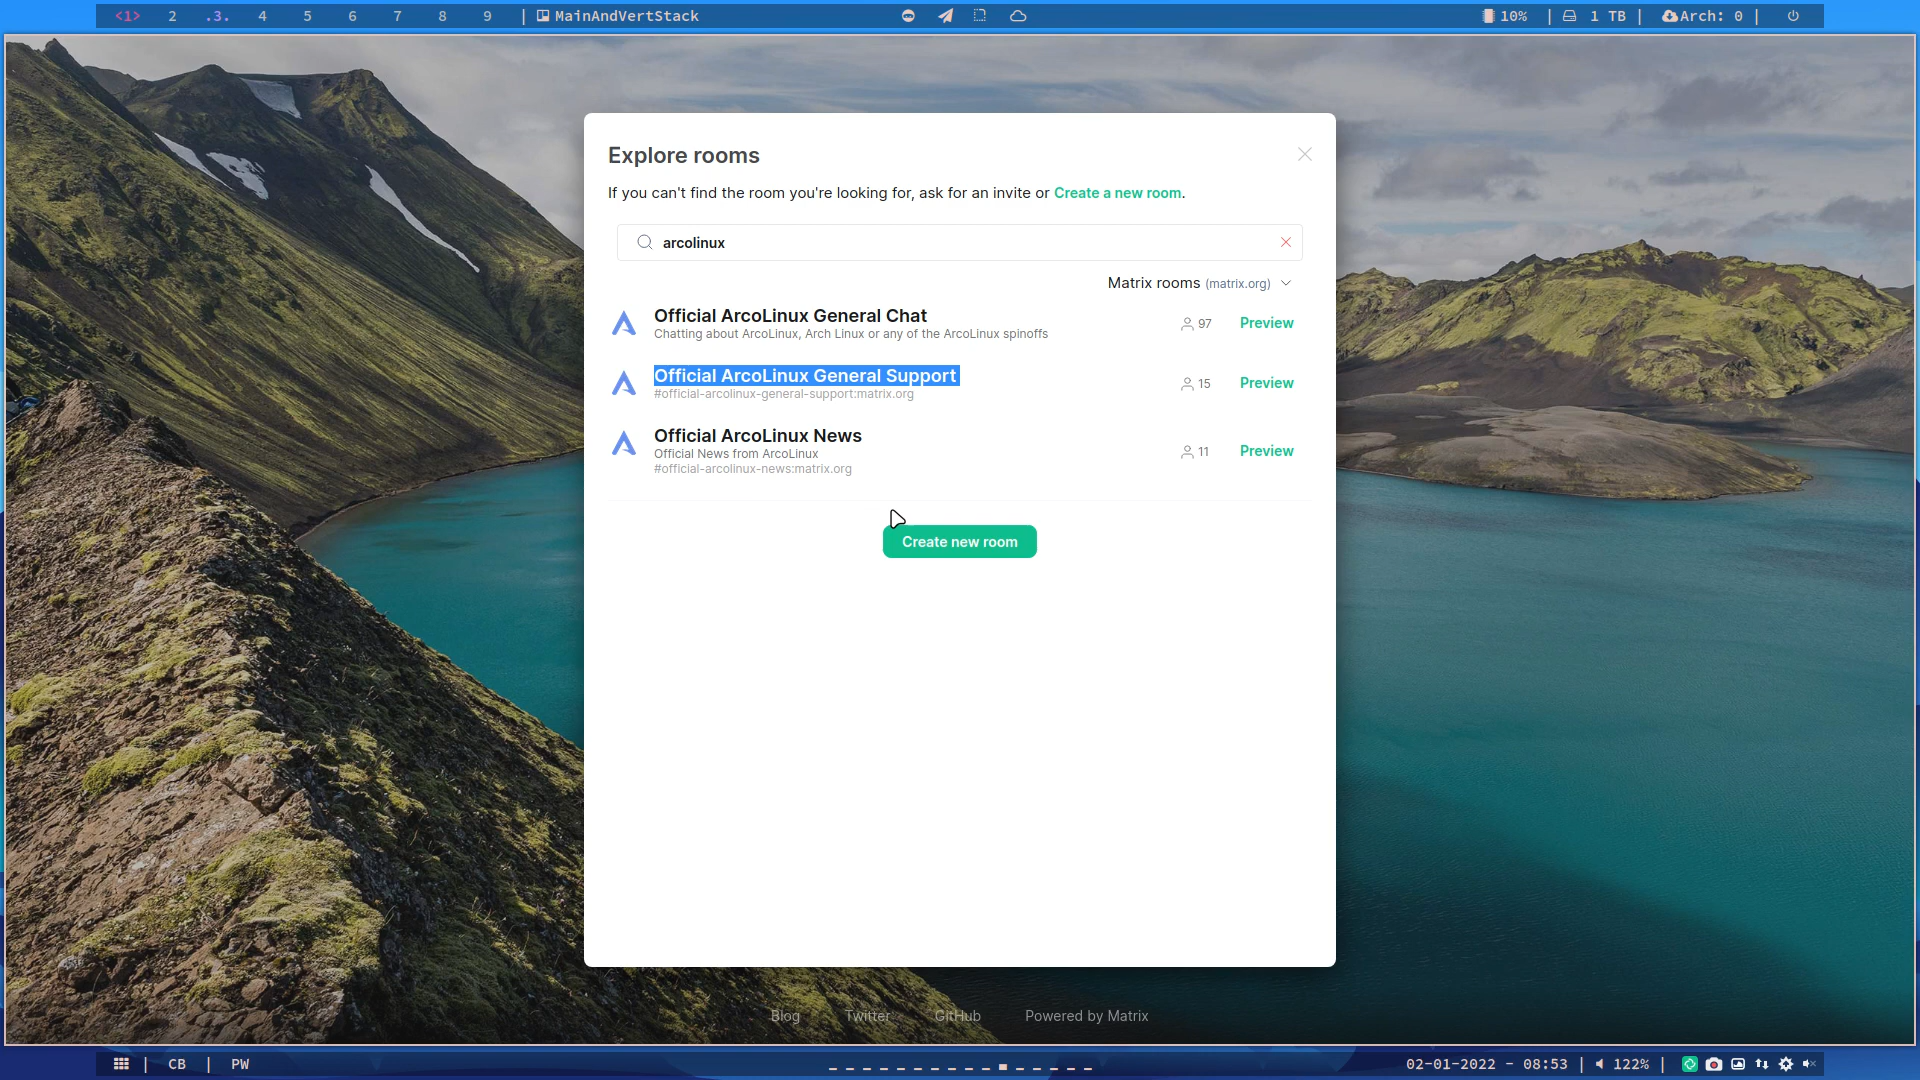 <1> 2 .3. 4 5 6 7 8 9 | MainAndVertStack
10% | 1 TB | Arch: 0 |
Explore rooms
If you can't find the room you're looking for, ask for an invite or Create a new room.
arcolinux
Matrix rooms (matrix.org)
Official ArcoLinux General Chat
Chatting about ArcoLinux, Arch Linux or any of the ArcoLinux spinoffs
97 Preview
Official ArcoLinux General Support
#official-arcolinux-general-support:matrix.org
15 Preview
Official ArcoLinux News
Official News from ArcoLinux
#official-arcolinux-news:matrix.org
11 Preview
Create new room
Blog Twitter GitHub Powered by Matrix
| CB | PW
02-01-2022 - 08:53 | 122% |